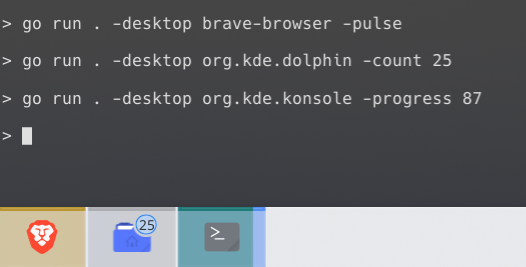 > go run . -desktop brave-browser -pulse
> go run . -desktop org.kde.dolphin -count 25
> go run . -desktop org.kde.konsole -progress 87
>
25
>_